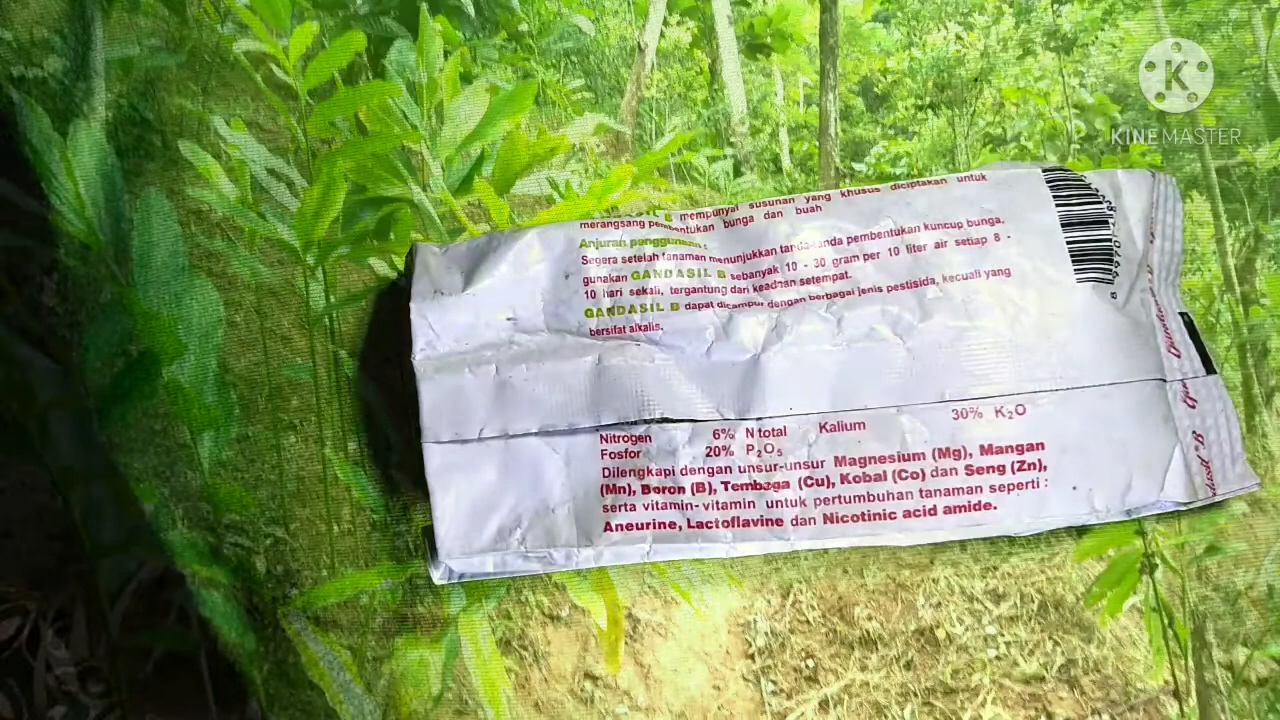 KINEMASTER
B mempunyai susunan yang khusus diciptakan untuk
merangsang pembentukan bunga dan buah
Anjuran penggunaan :
Segera setelah tanaman menunjukkan tanda-tanda pembentukan kuncup bunga,
gunakan GANDASIL B sebanyak 10 - 30 gram per 10 liter air setiap 8 -
10 hari sekali, tergantung dari keadaan setempat.
GANDASIL B dapat dicampur dengan berbagai jenis pestisida, kecuali yang
bersifat alkalis.
Nitrogen 6% N total Kalium 30% K₂O
Fosfor 20% P₂O₅
Dilengkapi dengan unsur-unsur Magnesium (Mg), Mangan
(Mn), Boron (B), Tembaga (Cu), Kobal (Co) dan Seng (Zn),
serta vitamin-vitamin untuk pertumbuhan tanaman seperti :
Aneurine, Lactoflavine dan Nicotinic acid amide.